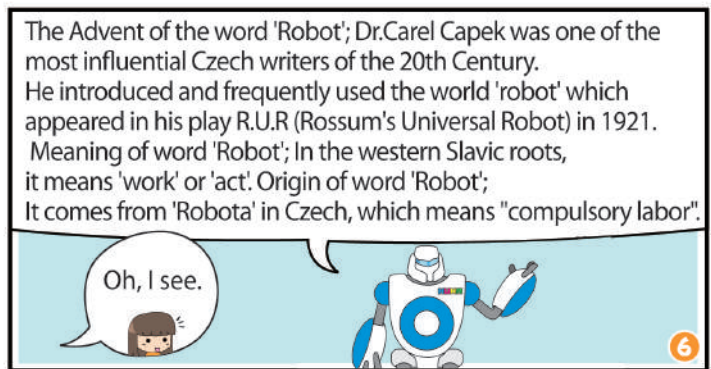 The Advent of the word 'Robot'; Dr.Carel Capek was one of the
most influential Czech writers of the 20th Century.
He introduced and frequently used the world 'robot' which
appeared in his play R.U.R (Rossum's Universal Robot) in 1921.
Meaning of word 'Robot'; In the western Slavic roots,
it means 'work' or 'act'. Origin of word 'Robot';
It comes from 'Robota' in Czech, which means "compulsory labor".
Oh, I see.
6